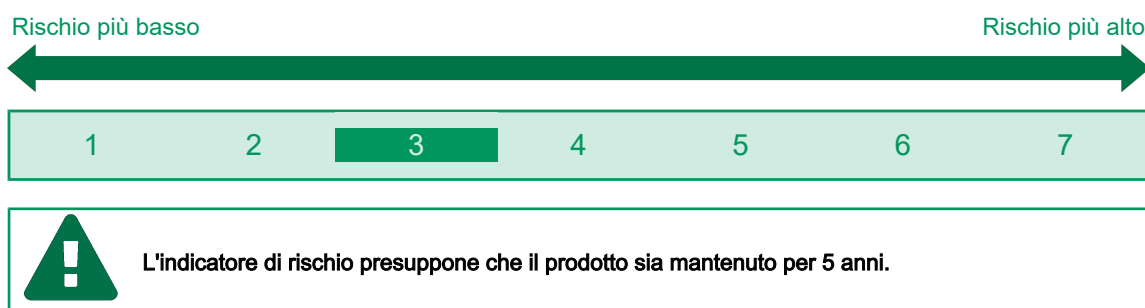 Rischio più basso Rischio più alto
1 2 3 4 5 6 7
L'indicatore di rischio presuppone che il prodotto sia mantenuto per 5 anni.